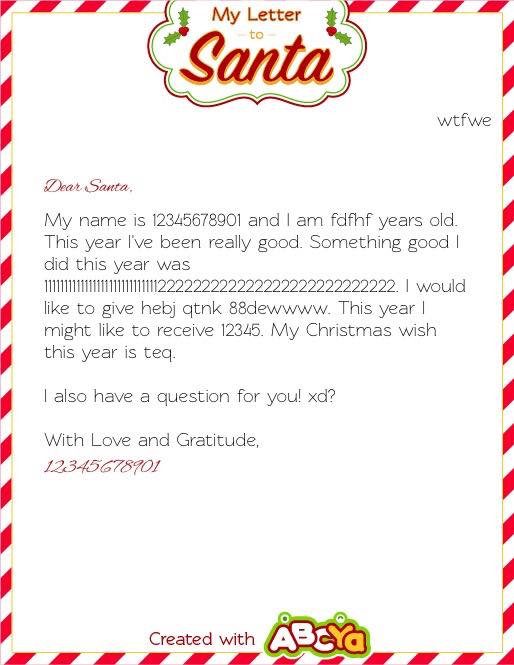 My Letter
to
Santa
wtfwe
Dear Santa,
My name is 12345678901 and I am fdfhf years old.
This year I've been really good. Something good I
did this year was
1111111111111111111111111111222222222222222222222222222222. I would
like to give hebj qtnk 88dewwww. This year I
might like to receive 12345. My Christmas wish
this year is teq.
I also have a question for you! xd?
With Love and Gratitude,
12345678901
Created with ABCYa